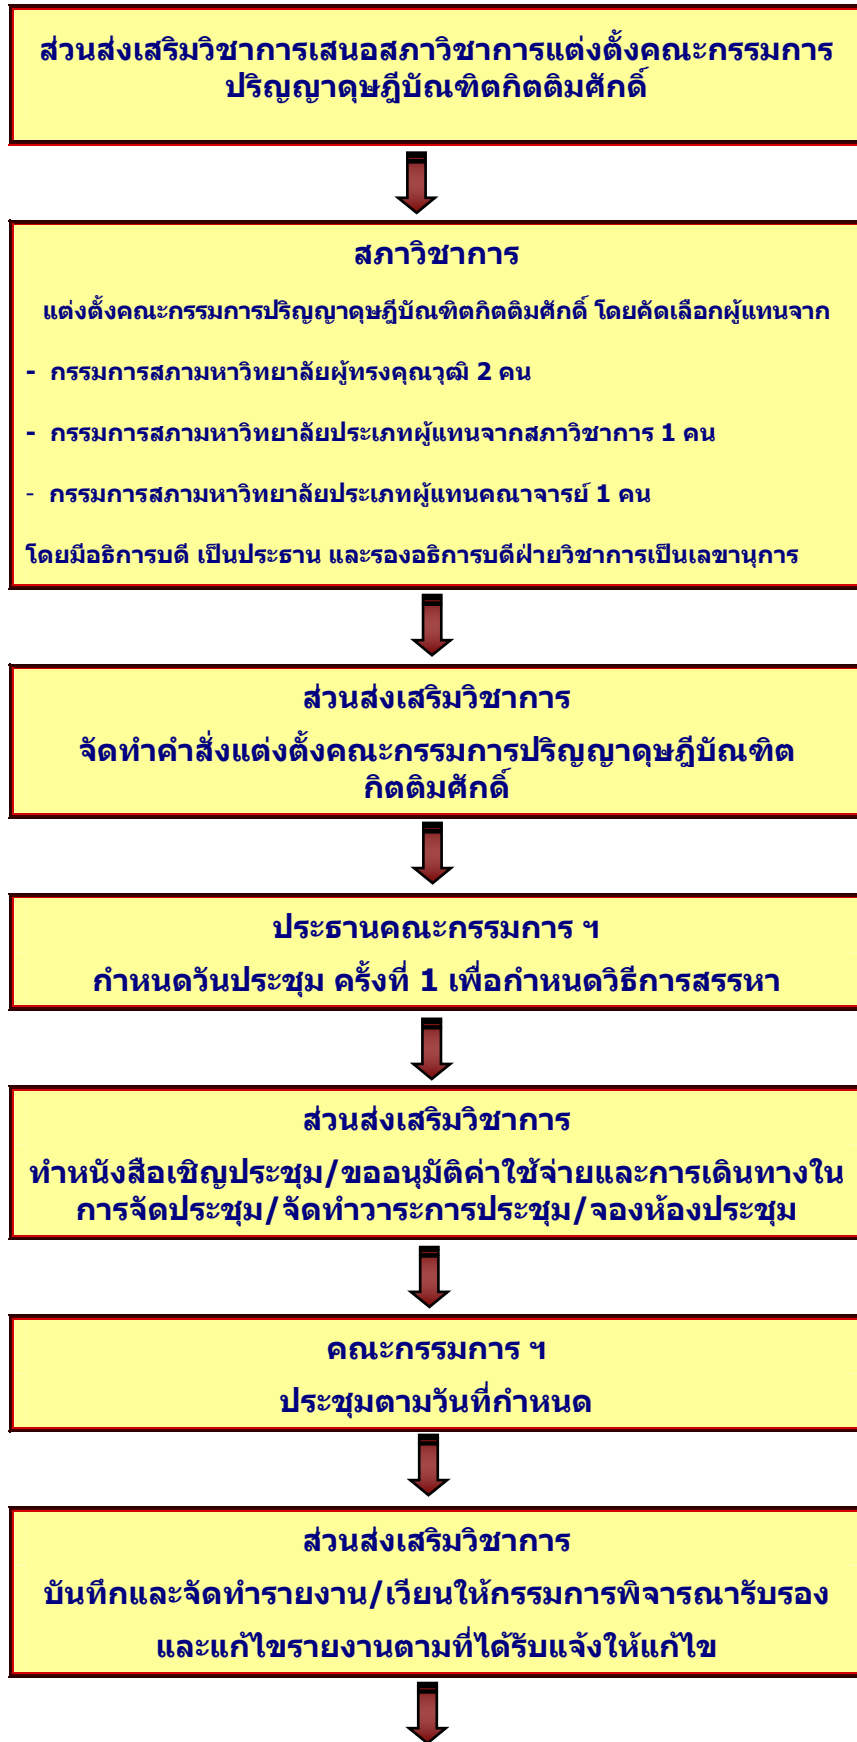 ส่วนส่งเสริมวิชาการเสนอสภาวิชาการแต่งตั้งคณะกรรมการ
ปริญญาดุษฎีบัณฑิตกิตติมศักดิ์
สภาวิชาการ
แต่งตั้งคณะกรรมการปริญญาดุษฎีบัณฑิตกิตติมศักดิ์ โดยคัดเลือกผู้แทนจาก
- กรรมการสภามหาวิทยาลัยผู้ทรงคุณวุฒิ 2 คน
- กรรมการสภามหาวิทยาลัยประเภทผู้แทนจากสภาวิชาการ 1 คน
- กรรมการสภามหาวิทยาลัยประเภทผู้แทนคณาจารย์ 1 คน
โดยมีอธิการบดี เป็นประธาน และรองอธิการบดีฝ่ายวิชาการเป็นเลขานุการ
ส่วนส่งเสริมวิชาการ
จัดทำคำสั่งแต่งตั้งคณะกรรมการปริญญาดุษฎีบัณฑิต
กิตติมศักดิ์
ประธานคณะกรรมการ ฯ
กำหนดวันประชุม ครั้งที่ 1 เพื่อกำหนดวิธีการสรรหา
ส่วนส่งเสริมวิชาการ
ทำหนังสือเชิญประชุม/ขออนุมัติค่าใช้จ่ายและการเดินทางใน
การจัดประชุม/จัดทำวาระการประชุม/จองห้องประชุม
คณะกรรมการ ฯ
ประชุมตามวันที่กำหนด
ส่วนส่งเสริมวิชาการ
บันทึกและจัดทำรายงาน/เวียนให้กรรมการพิจารณารับรอง
และแก้ไขรายงานตามที่ได้รับแจ้งให้แก้ไข